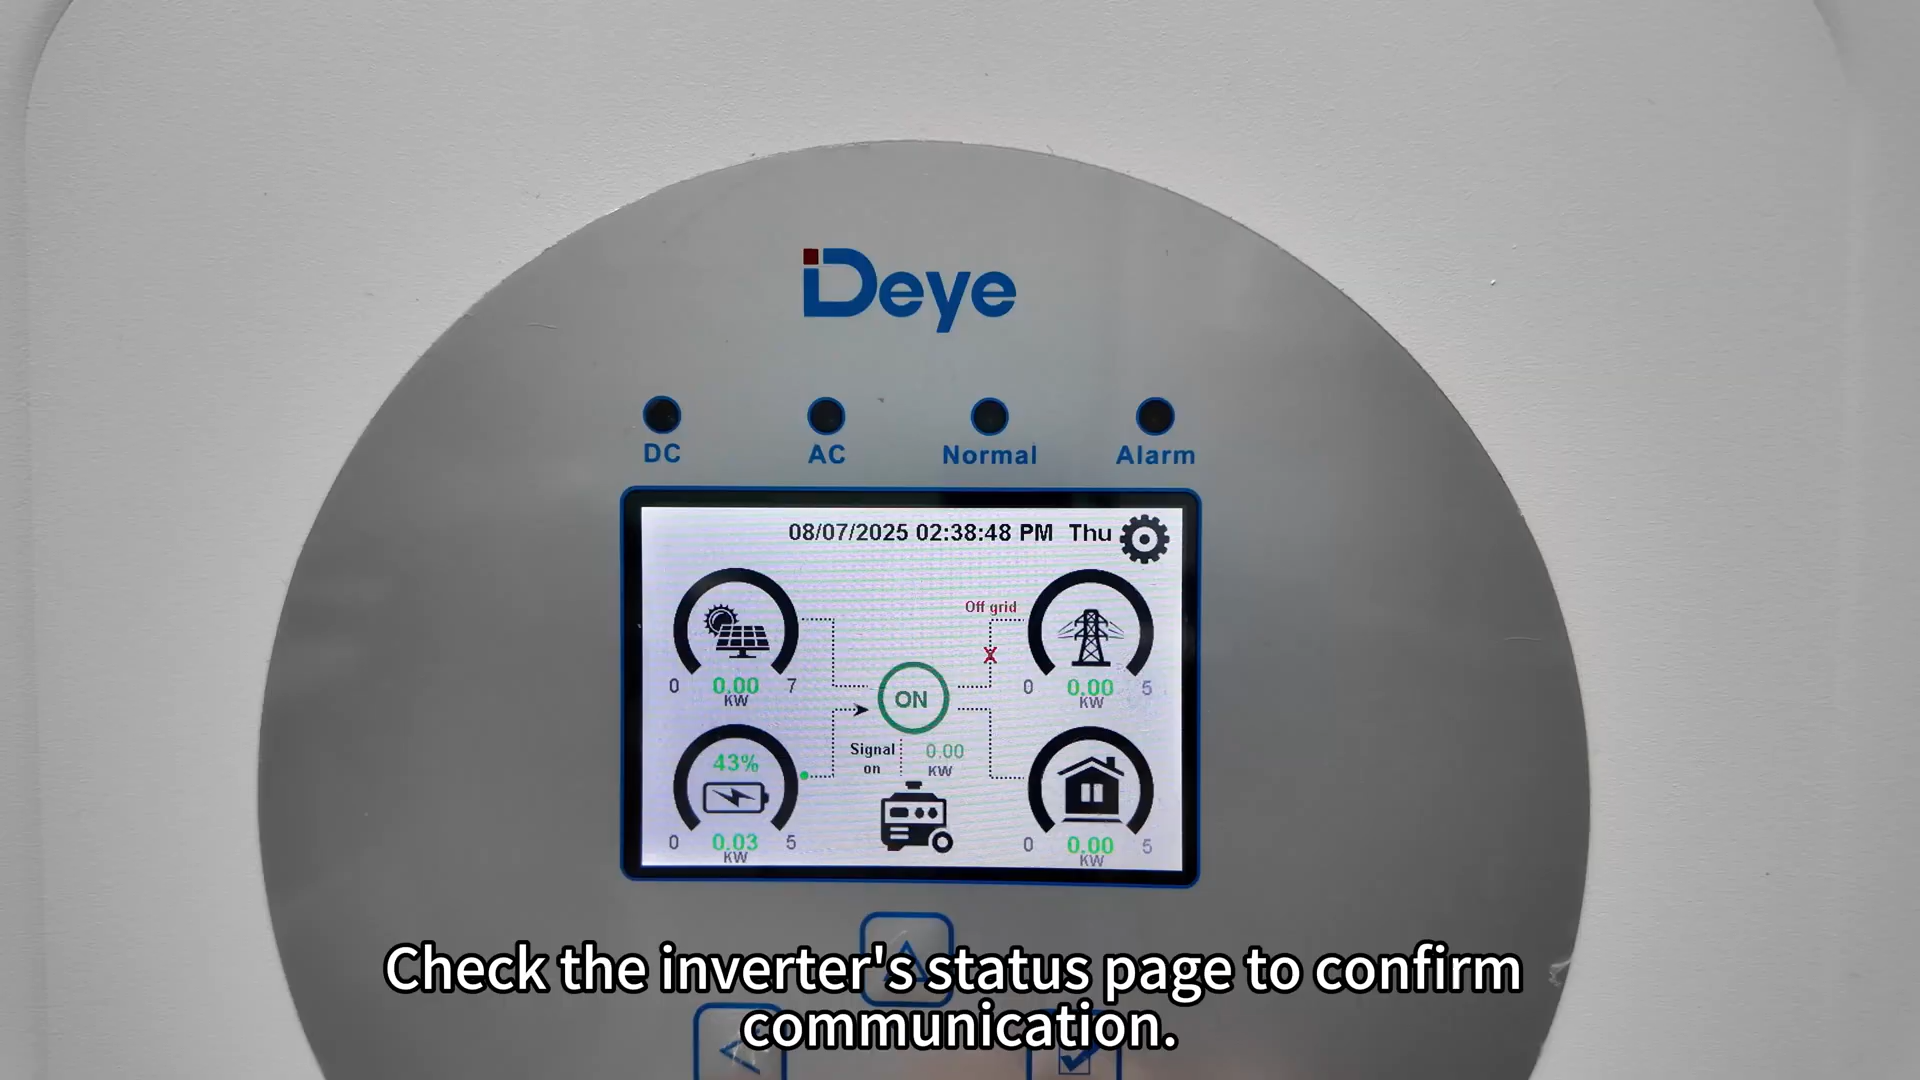 Deye
DC AC Normal Alarm
08/07/2025 02:38:48 PM Thu
Off grid
0 0.00 7
KW
0 0.00 5
KW
ON
43%
Signal
on
0.00
KW
0 0.03 5
KW
0 0.00 5
KW
Check the inverter's status page to confirm
communication.